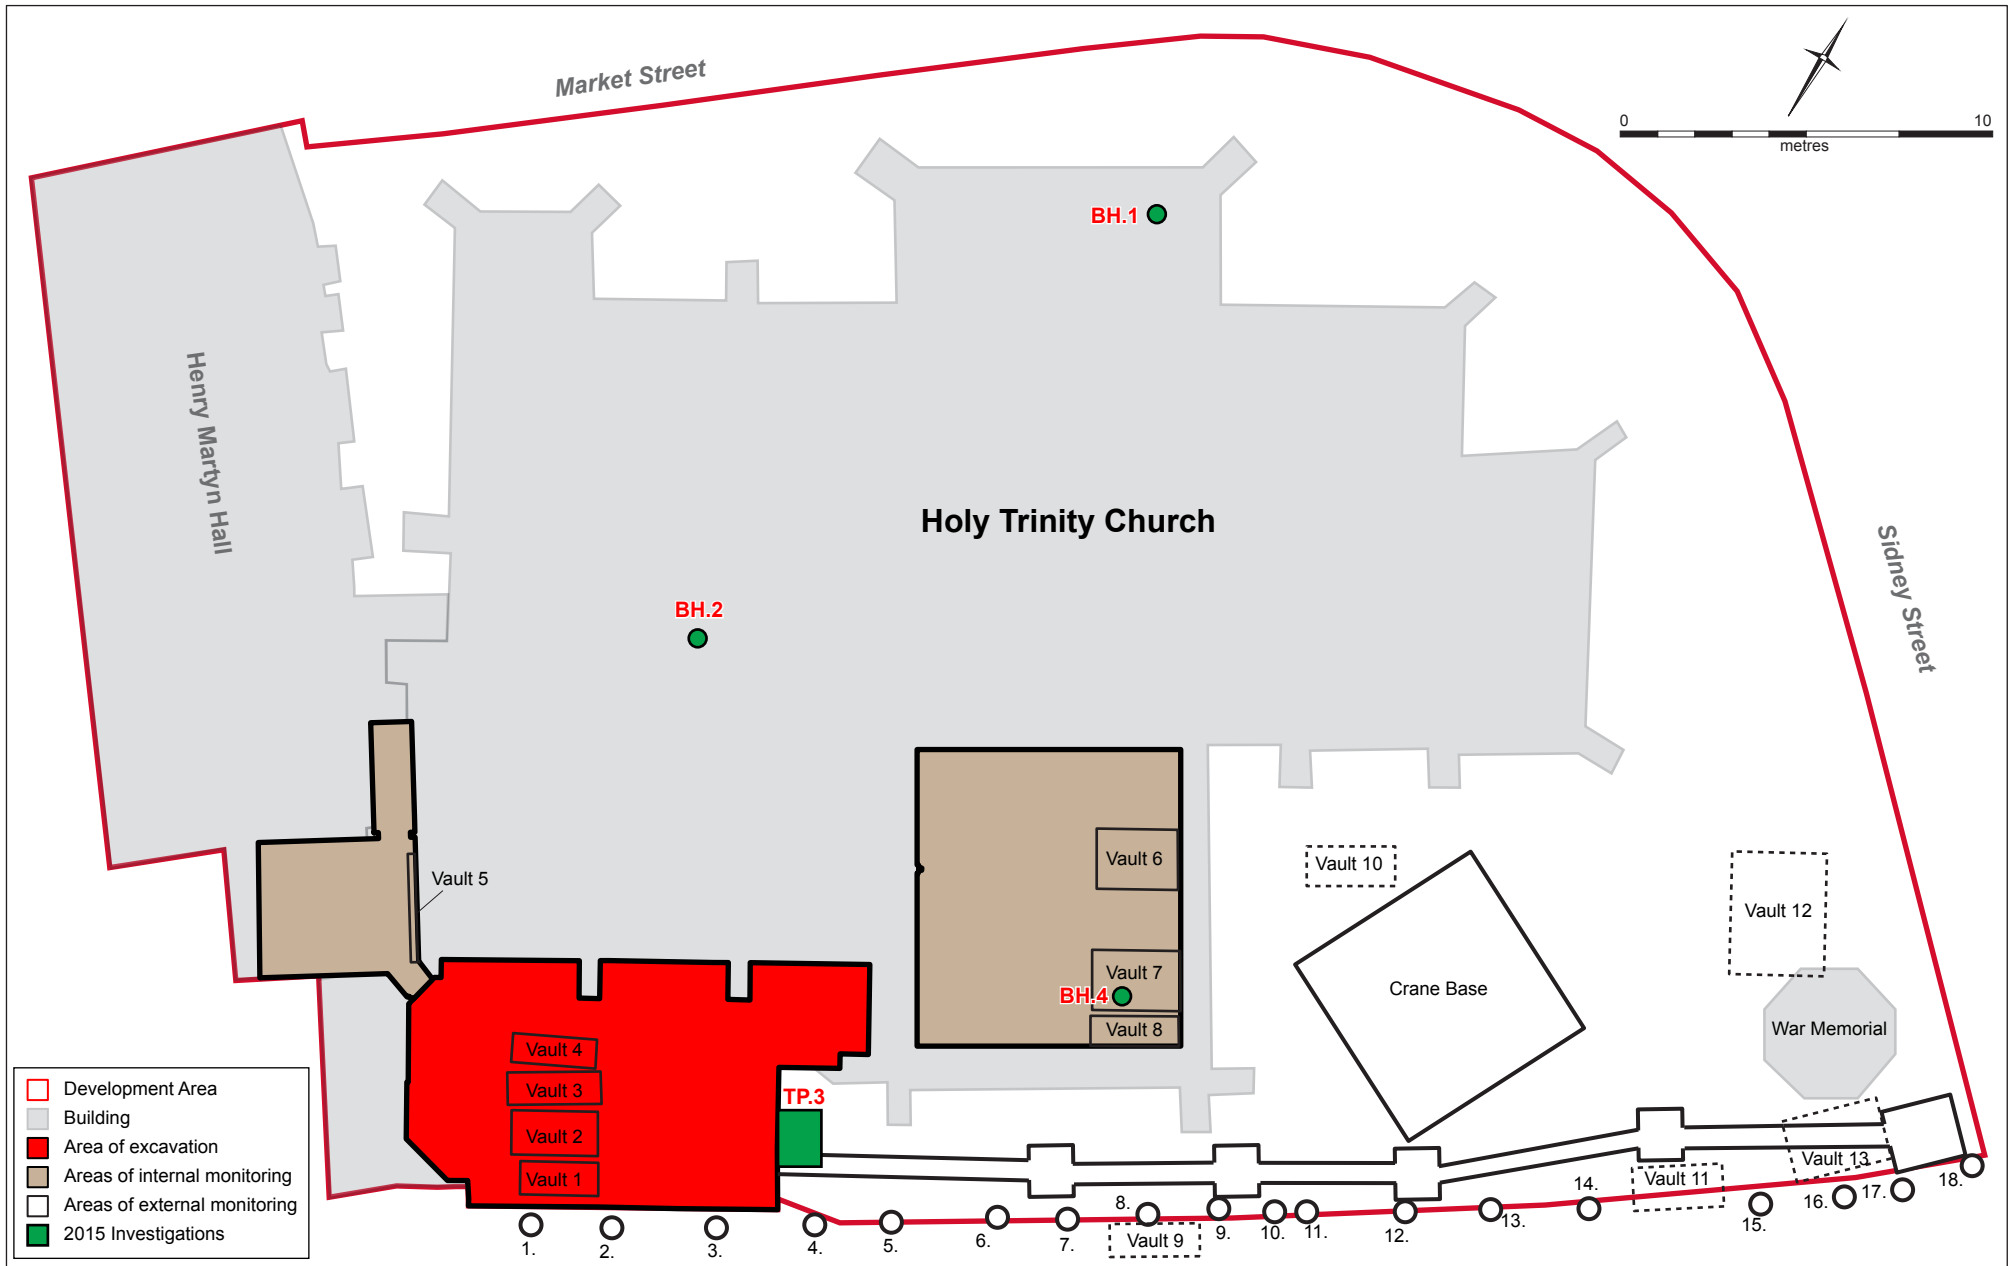 Market Street
0 10
metres
BH.1
Henry Martyn Hall
Holy Trinity Church
Sidney Street
BH.2
Vault 5
Vault 6
Vault 10
Vault 12
Vault 7
BH.4
Vault 8
Crane Base
War Memorial
Vault 4
Vault 3
Vault 2
Vault 1
TP.3
Vault 13
Vault 11
Vault 9
1.
2.
3.
4.
5.
6.
7.
8.
9.
10.
11.
12.
13.
14.
15.
16.
17.
18.
Development Area
Building
Area of excavation
Areas of internal monitoring
Areas of external monitoring
2015 Investigations